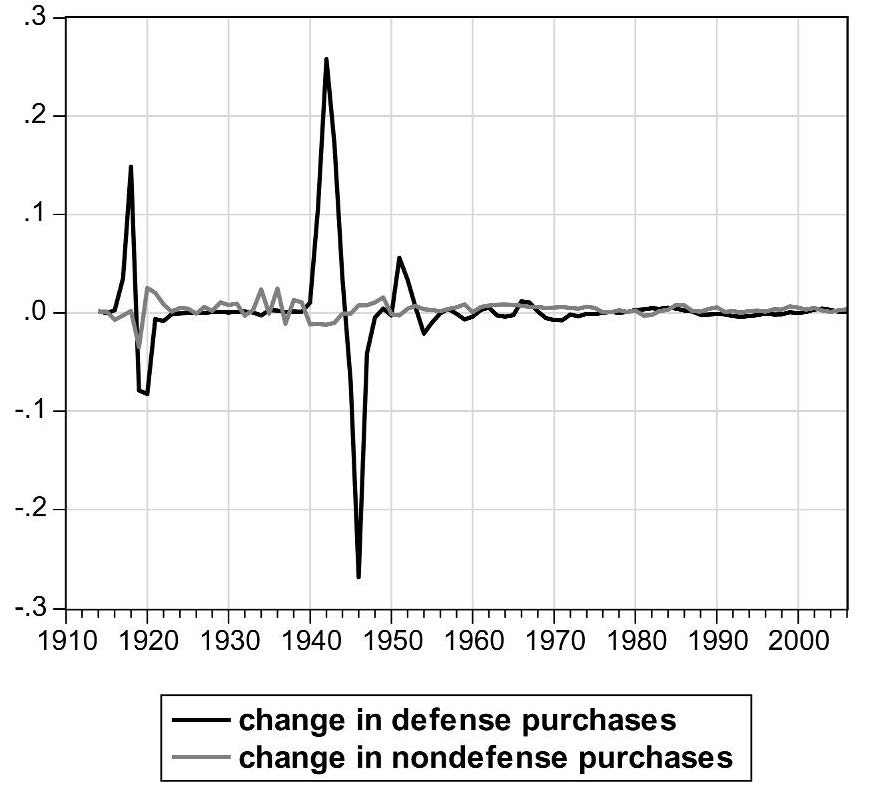 .3
.2
.1
.0
-.1
-.2
-.3
1910 1920 1930 1940 1950 1960 1970 1980 1990 2000
change in defense purchases
change in nondefense purchases